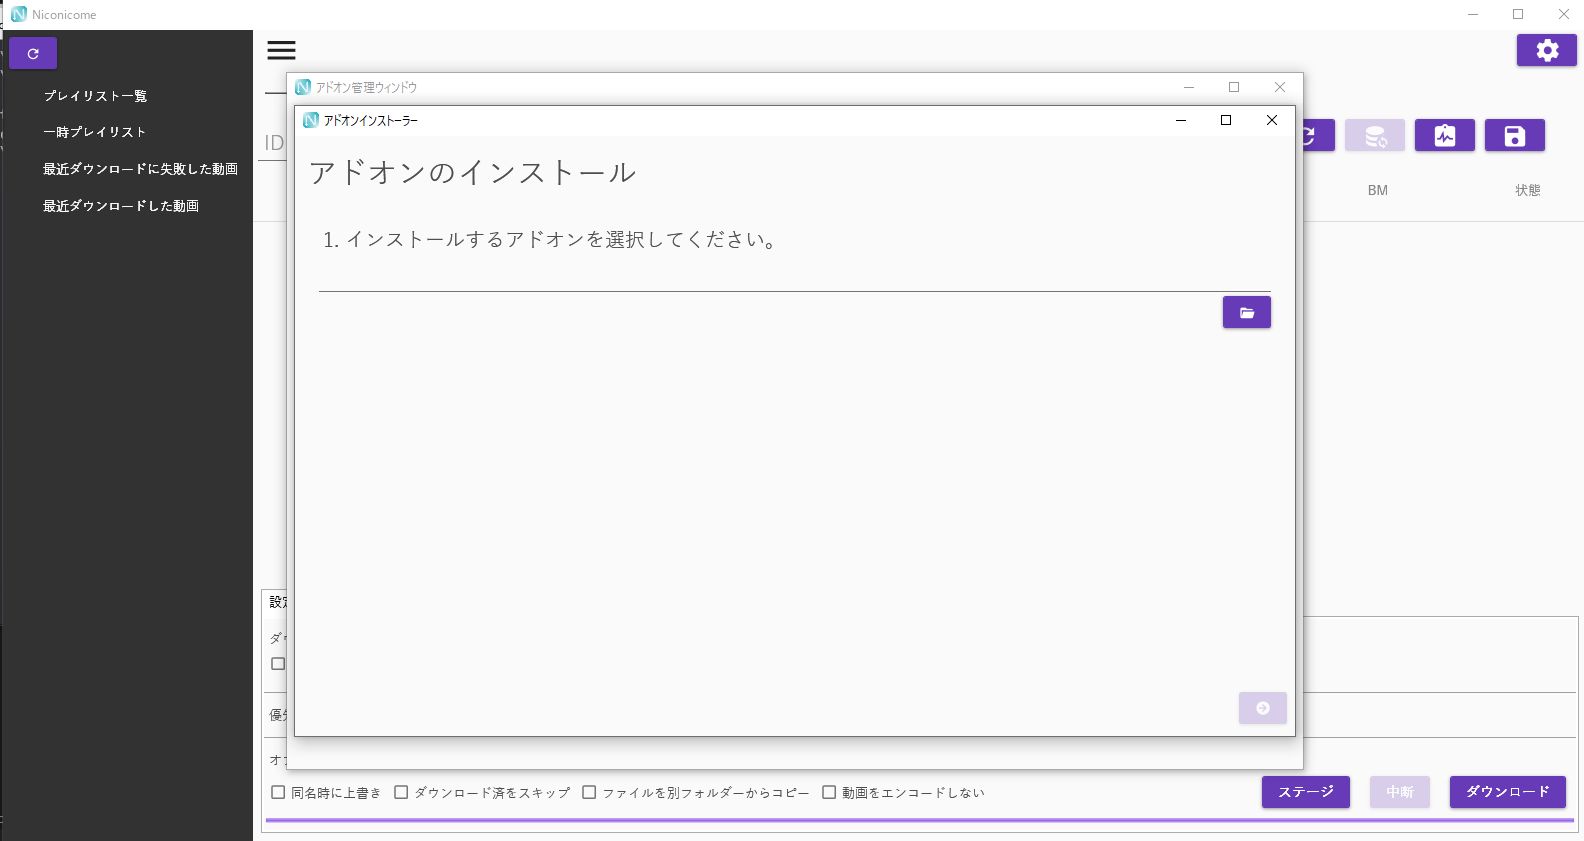 Niconicome
プレイリスト一覧
一時プレイリスト
最近ダウンロードに失敗した動画
最近ダウンロードした動画
アドオン管理ウィンドウ
アドオンインストーラー
アドオンのインストール
1. インストールするアドオンを選択してください。
ID
BM
状態
同名時に上書き
ダウンロード済をスキップ
ファイルを別フォルダーからコピー
動画をエンコードしない
ステージ
中断
ダウンロード